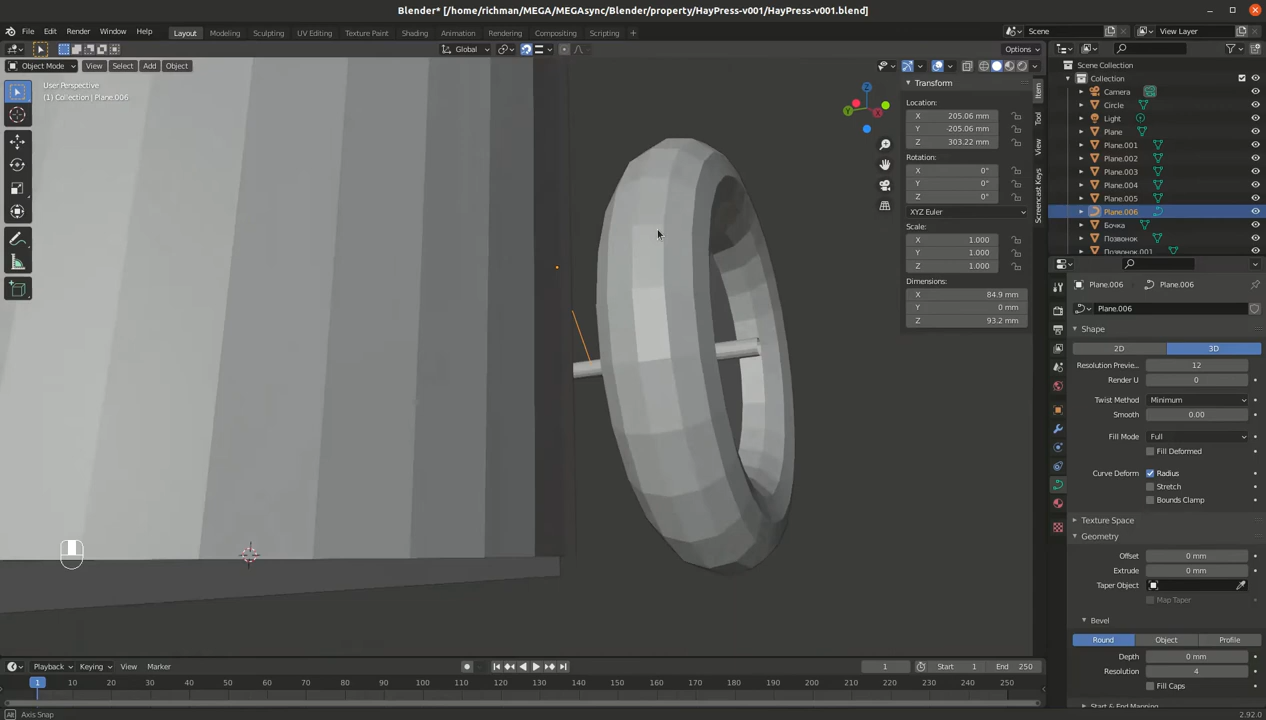 Blender* [/home/richman/MEGA/MEGAsync/Blender/property/HayPress-v001/HayPress-v001.blend]
File Edit Render Window Help Layout Modeling Sculpting UV Editing Texture Paint Shading Animation Rendering Compositing Scripting + Scene View Layer
Global Options
Object Mode View Select Add Object
User Perspective
(1) Collection | Plane.006
Transform
Location:
X 205.06 mm
Y -205.06 mm
Z 303.22 mm
Rotation:
X 0°
Y 0°
Z 0°
XYZ Euler
Scale:
X 1.000
Y 1.000
Z 1.000
Dimensions:
X 84.9 mm
Y 0 mm
Z 93.2 mm
Item
Tool
View
Screencast Keys
Z
Y
X
Scene Collection
Collection
Camera
Circle
Light
Plane
Plane.001
Plane.002
Plane.003
Plane.004
Plane.005
Plane.006
Бочка
Позвонок
Позвонок.001
Plane.006 Plane.006
Plane.006
Shape
2D 3D
Resolution Previe... 12
Render U 0
Twist Method Minimum
Smooth 0.00
Fill Mode Full
Fill Deformed
Curve Deform Radius
Stretch
Bounds Clamp
Texture Space
Geometry
Offset 0 mm
Extrude 0 mm
Taper Object
Map Taper
Bevel
Round Object Profile
Depth 0 mm
Resolution 4
Fill Caps
Start & End Mapping
Playback Keying View Marker 1 Start 1 End 250
1 10 20 30 40 50 60 70 80 90 100 110 120 130 140 150 160 170 180 190 200 210 220 230 240 250
Alt Axis Snap 2.92.0